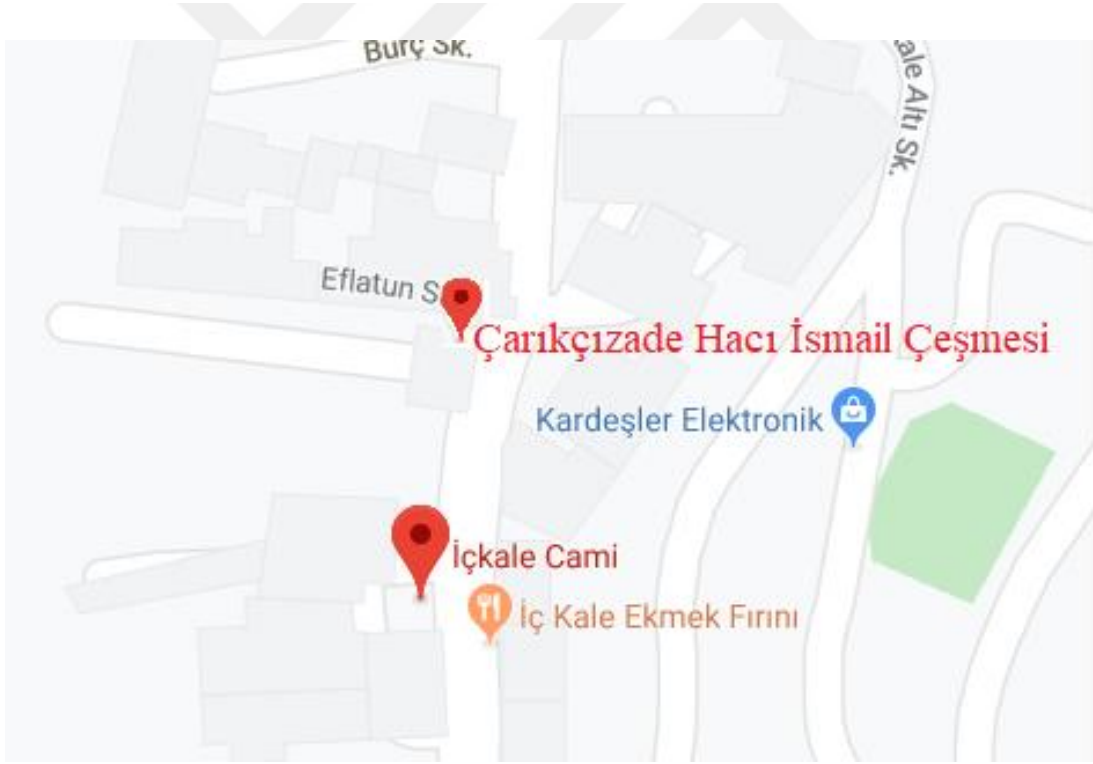 Burç Sk.
ale Altı Sk.
Eflatun S
Çarıkçızade Hacı İsmail Çeşmesi
Kardeşler Elektronik
İçkale Cami
İç Kale Ekmek Fırını